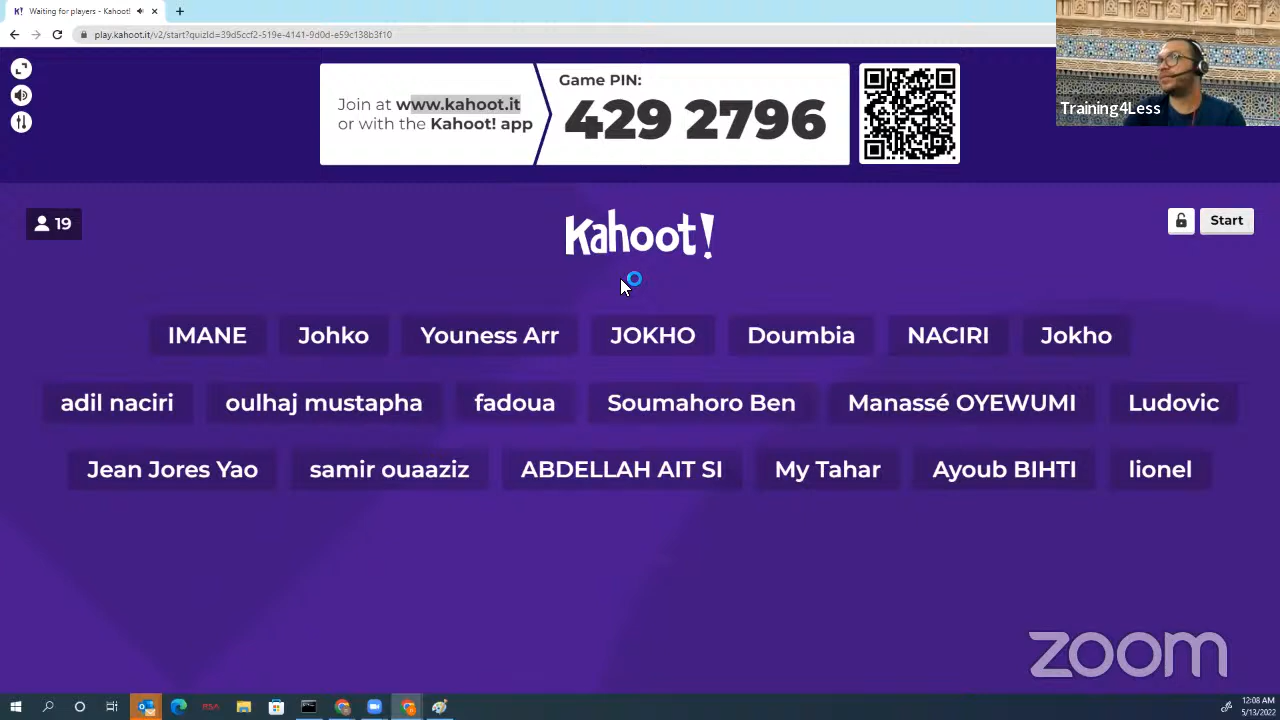 Waiting for players - Kahoot!
play.kahoot.it/v2/start?quizId=39d5ccf2-519e-4141-9d0d-e59c198b3f10
Join at www.kahoot.it
or with the Kahoot! app
Game PIN:
429 2796
Training4Less
19
Kahoot!
Start
IMANE Johko Youness Arr JOKHO Doumbia NACIRI Jokho
adil naciri oulhaj mustapha fadoua Soumahoro Ben Manassé OYEWUMI Ludovic
Jean Jores Yao samir ouaaziz ABDELLAH AIT SI My Tahar Ayoub BIHTI lionel
zoom
RSA
12:08 AM
5/13/2022